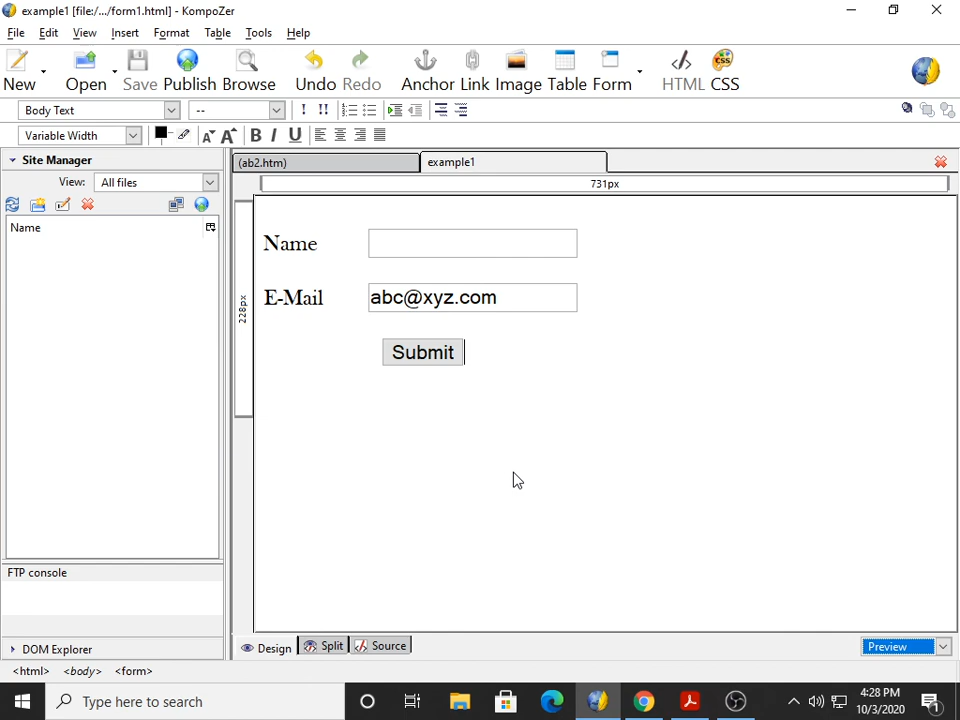 example1 [file:/.../form1.html] - KompoZer
File Edit View Insert Format Table Tools Help
New Open Save Publish Browse Undo Redo Anchor Link Image Table Form HTML CSS
Body Text --
Variable Width B I U
Site Manager (ab2.htm) example1
View: All files 731px
Name
Name
E-Mail abc@xyz.com
228px
Submit
FTP console
DOM Explorer Design Split Source Preview
<html> <body> <form>
Type here to search 4:28 PM
10/3/2020 1